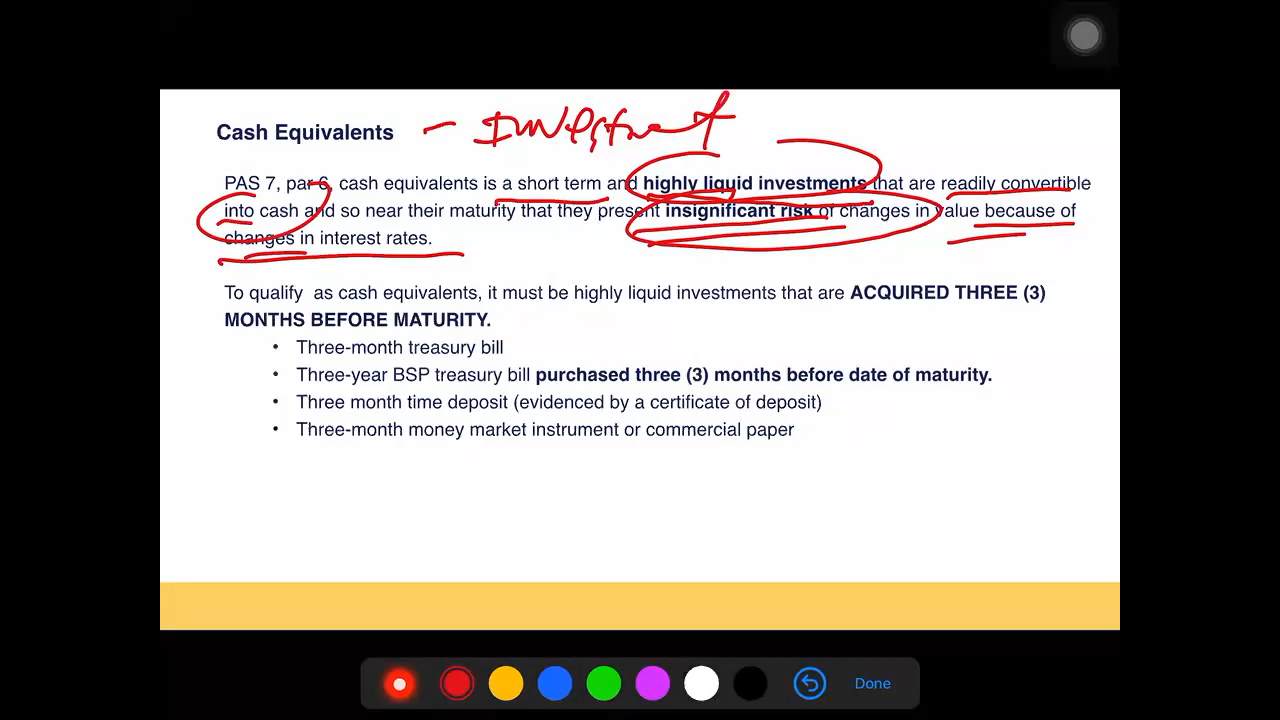 Cash Equivalents - Investment
PAS 7, par 6, cash equivalents is a short term and highly liquid investments that are readily convertible
into cash and so near their maturity that they present insignificant risk of changes in value because of
changes in interest rates.
To qualify as cash equivalents, it must be highly liquid investments that are ACQUIRED THREE (3)
MONTHS BEFORE MATURITY.
• Three-month treasury bill
• Three-year BSP treasury bill purchased three (3) months before date of maturity.
• Three month time deposit (evidenced by a certificate of deposit)
• Three-month money market instrument or commercial paper
Done